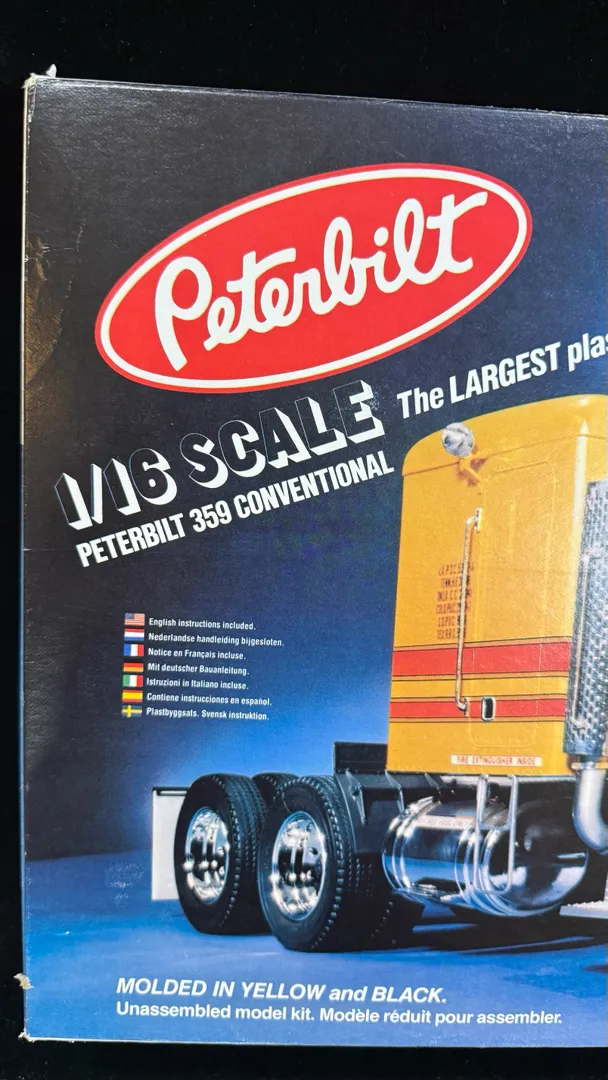 Peterbilt
The LARGEST
1/16 SCALE
PETERBILT 359 CONVENTIONAL
English instructions included.
Nederlandse handleiding bijgesloten.
Notice en Français incluse.
Mit deutscher Bauanleitung.
Istruzioni in Italiano incluse.
Contiene instrucciones en español.
Plastbyggsats. Svensk instruktion.
FIRE EXTINGUISHER INSIDE
MOLDED IN YELLOW and BLACK.
Unassembled model kit. Modèle réduit pour assembler.